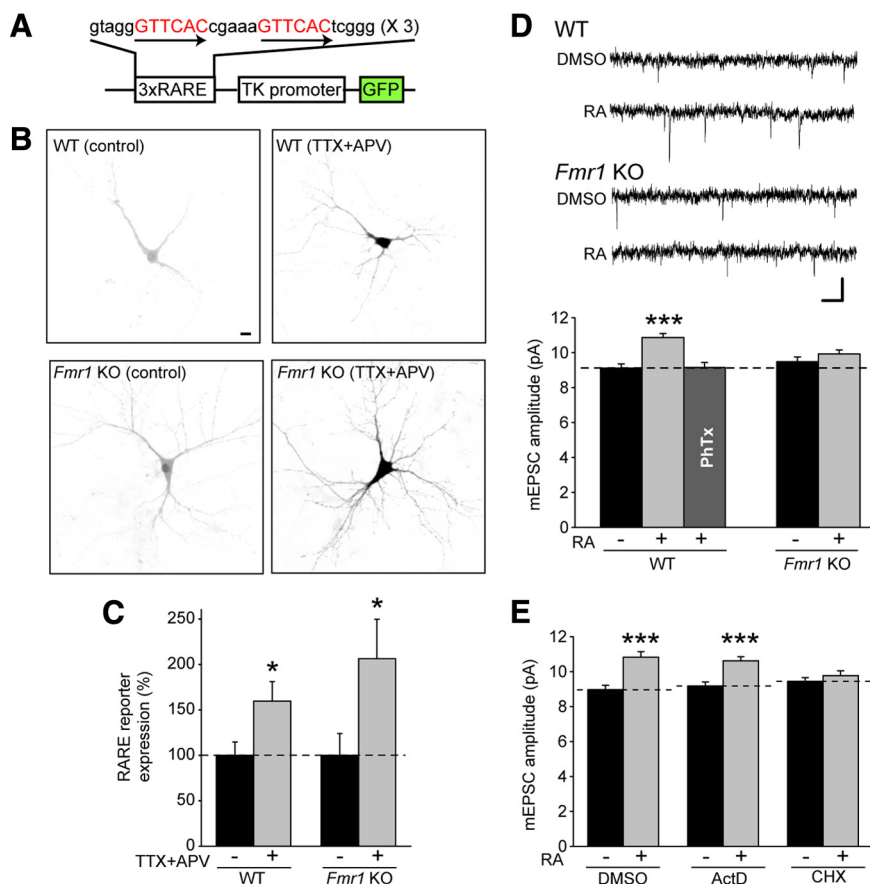 A
gtaggGTTCACcgaaaGTTCACtcggg (X 3)
3xRARE
TK promoter
GFP
B
WT (control)
WT (TTX+APV)
Fmr1 KO (control)
Fmr1 KO (TTX+APV)
C
RARE reporter
expression (%)
250
200
150
100
50
0
*
*
TTX+APV
- + - +
WT
Fmr1 KO
D
WT
DMSO
RA
Fmr1 KO
DMSO
RA
mEPSC amplitude (pA)
12
10
8
6
4
2
0
***
PhTx
RA - + + - +
WT
Fmr1 KO
E
mEPSC amplitude (pA)
12
10
8
6
4
2
0
***
***
RA - + - + - +
DMSO
ActD
CHX